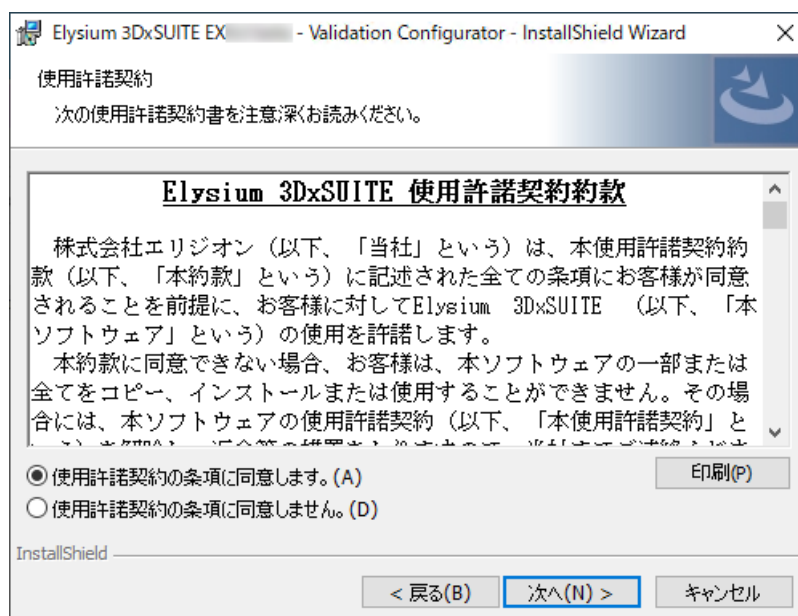 Elysium 3DxSUITE EX - Validation Configurator - InstallShield Wizard
使用許諾契約
次の使用許諾契約書を注意深くお読みください。
Elysium 3DxSUITE 使用許諾契約約款
株式会社エリジオン（以下、「当社」という）は、本使用許諾契約約
款（以下、「本約款」という）に記述された全ての条項にお客様が同意
されることを前提に、お客様に対してElysium 3DxSUITE （以下、「本
ソフトウェア」という）の使用を許諾します。
本約款に同意できない場合、お客様は、本ソフトウェアの一部または
全てをコピー、インストールまたは使用することができません。その場
合には、本ソフトウェアの使用許諾契約（以下、「本使用許諾契約」と
使用許諾契約の条項に同意します。(A)
印刷(P)
使用許諾契約の条項に同意しません。(D)
InstallShield
< 戻る(B) 次へ(N) > キャンセル